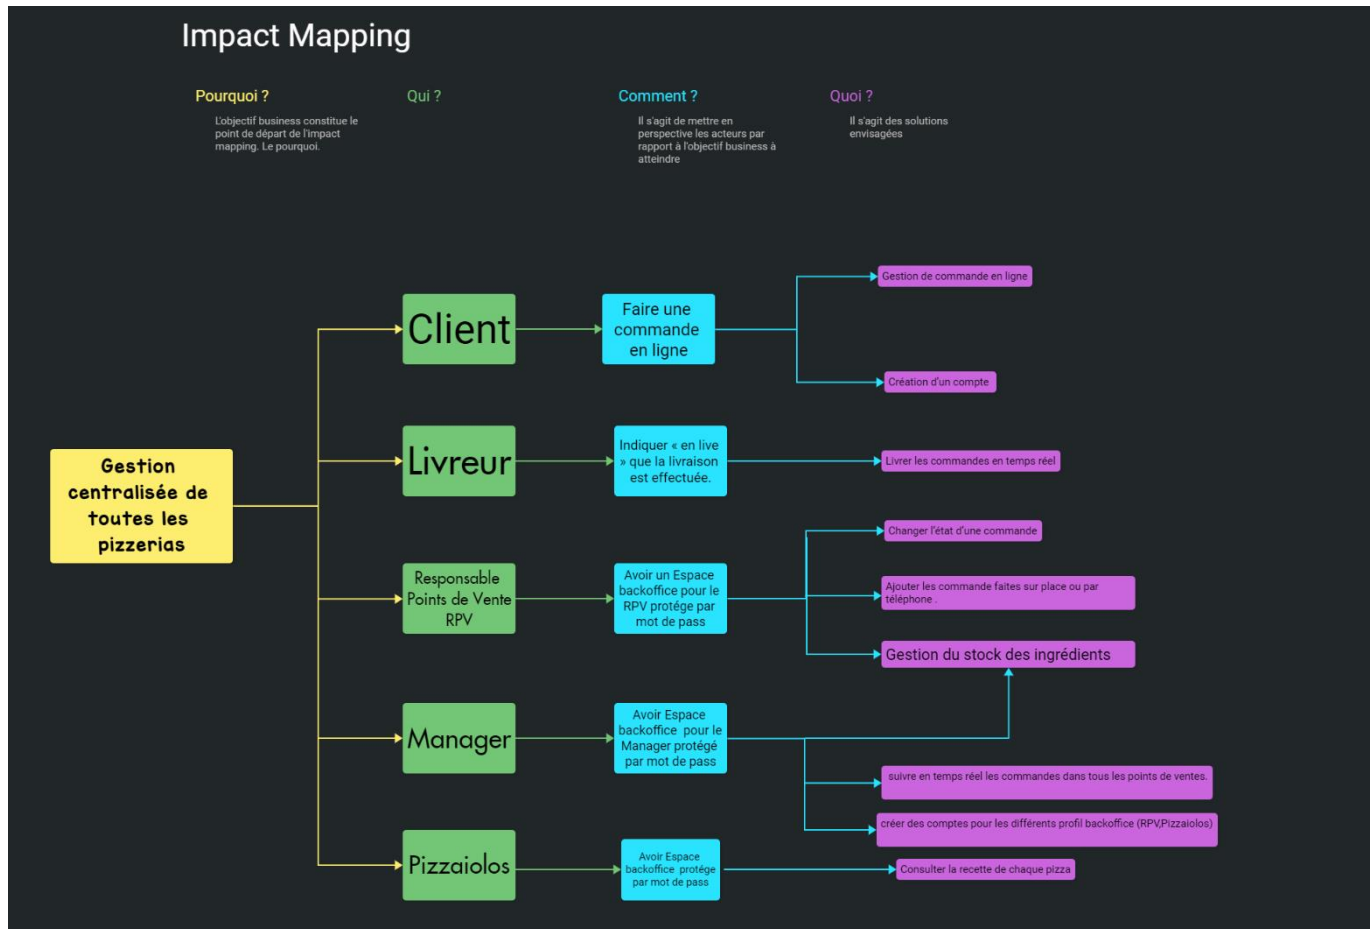 Impact Mapping
Pourquoi ?
Qui ?
Comment ?
Quoi ?
L'objectif business constitue le
point de départ de l'impact
mapping. Le pourquoi.
Il s'agit de mettre en
perspective les acteurs par
rapport à l'objectif business à
atteindre
Il s'agit des solutions
envisagées
Gestion
centralisée de
toutes les
pizzerias
Client
Faire une
commande
en ligne
Gestion de commande en ligne
Création d'un compte
Livreur
Indiquer « en live
» que la livraison
est effectuée.
Livrer les commandes en temps réel
Responsable
Points de Vente
RPV
Avoir un Espace
backoffice pour le
RPV protége par
mot de pass
Changer l'état d'une commande
Ajouter les commande faites sur place ou par
téléphone .
Gestion du stock des ingrédients
Manager
Avoir Espace
backoffice pour le
Manager protégé
par mot de pass
suivre en temps réel les commandes dans tous les points de ventes.
créer des comptes pour les différents profil backoffice (RPV,Pizzaiolos)
Pizzaiolos
Avoir Espace
backoffice protége
par mot de pass
Consulter la recette de chaque pizza